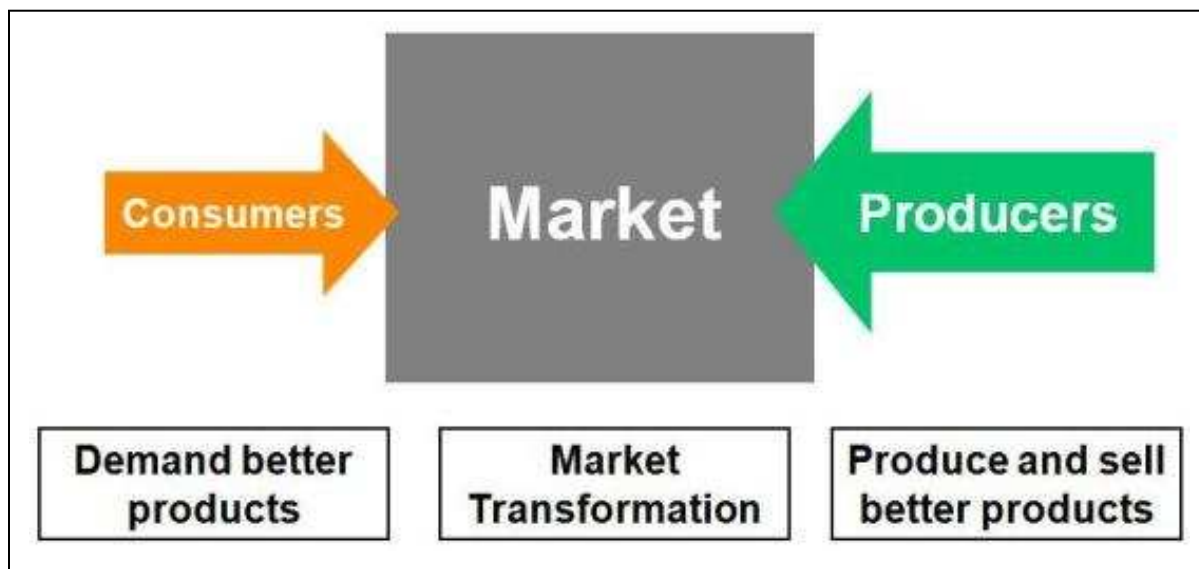 Consumers
Market
Producers
Demand better
products
Market
Transformation
Produce and sell
better products